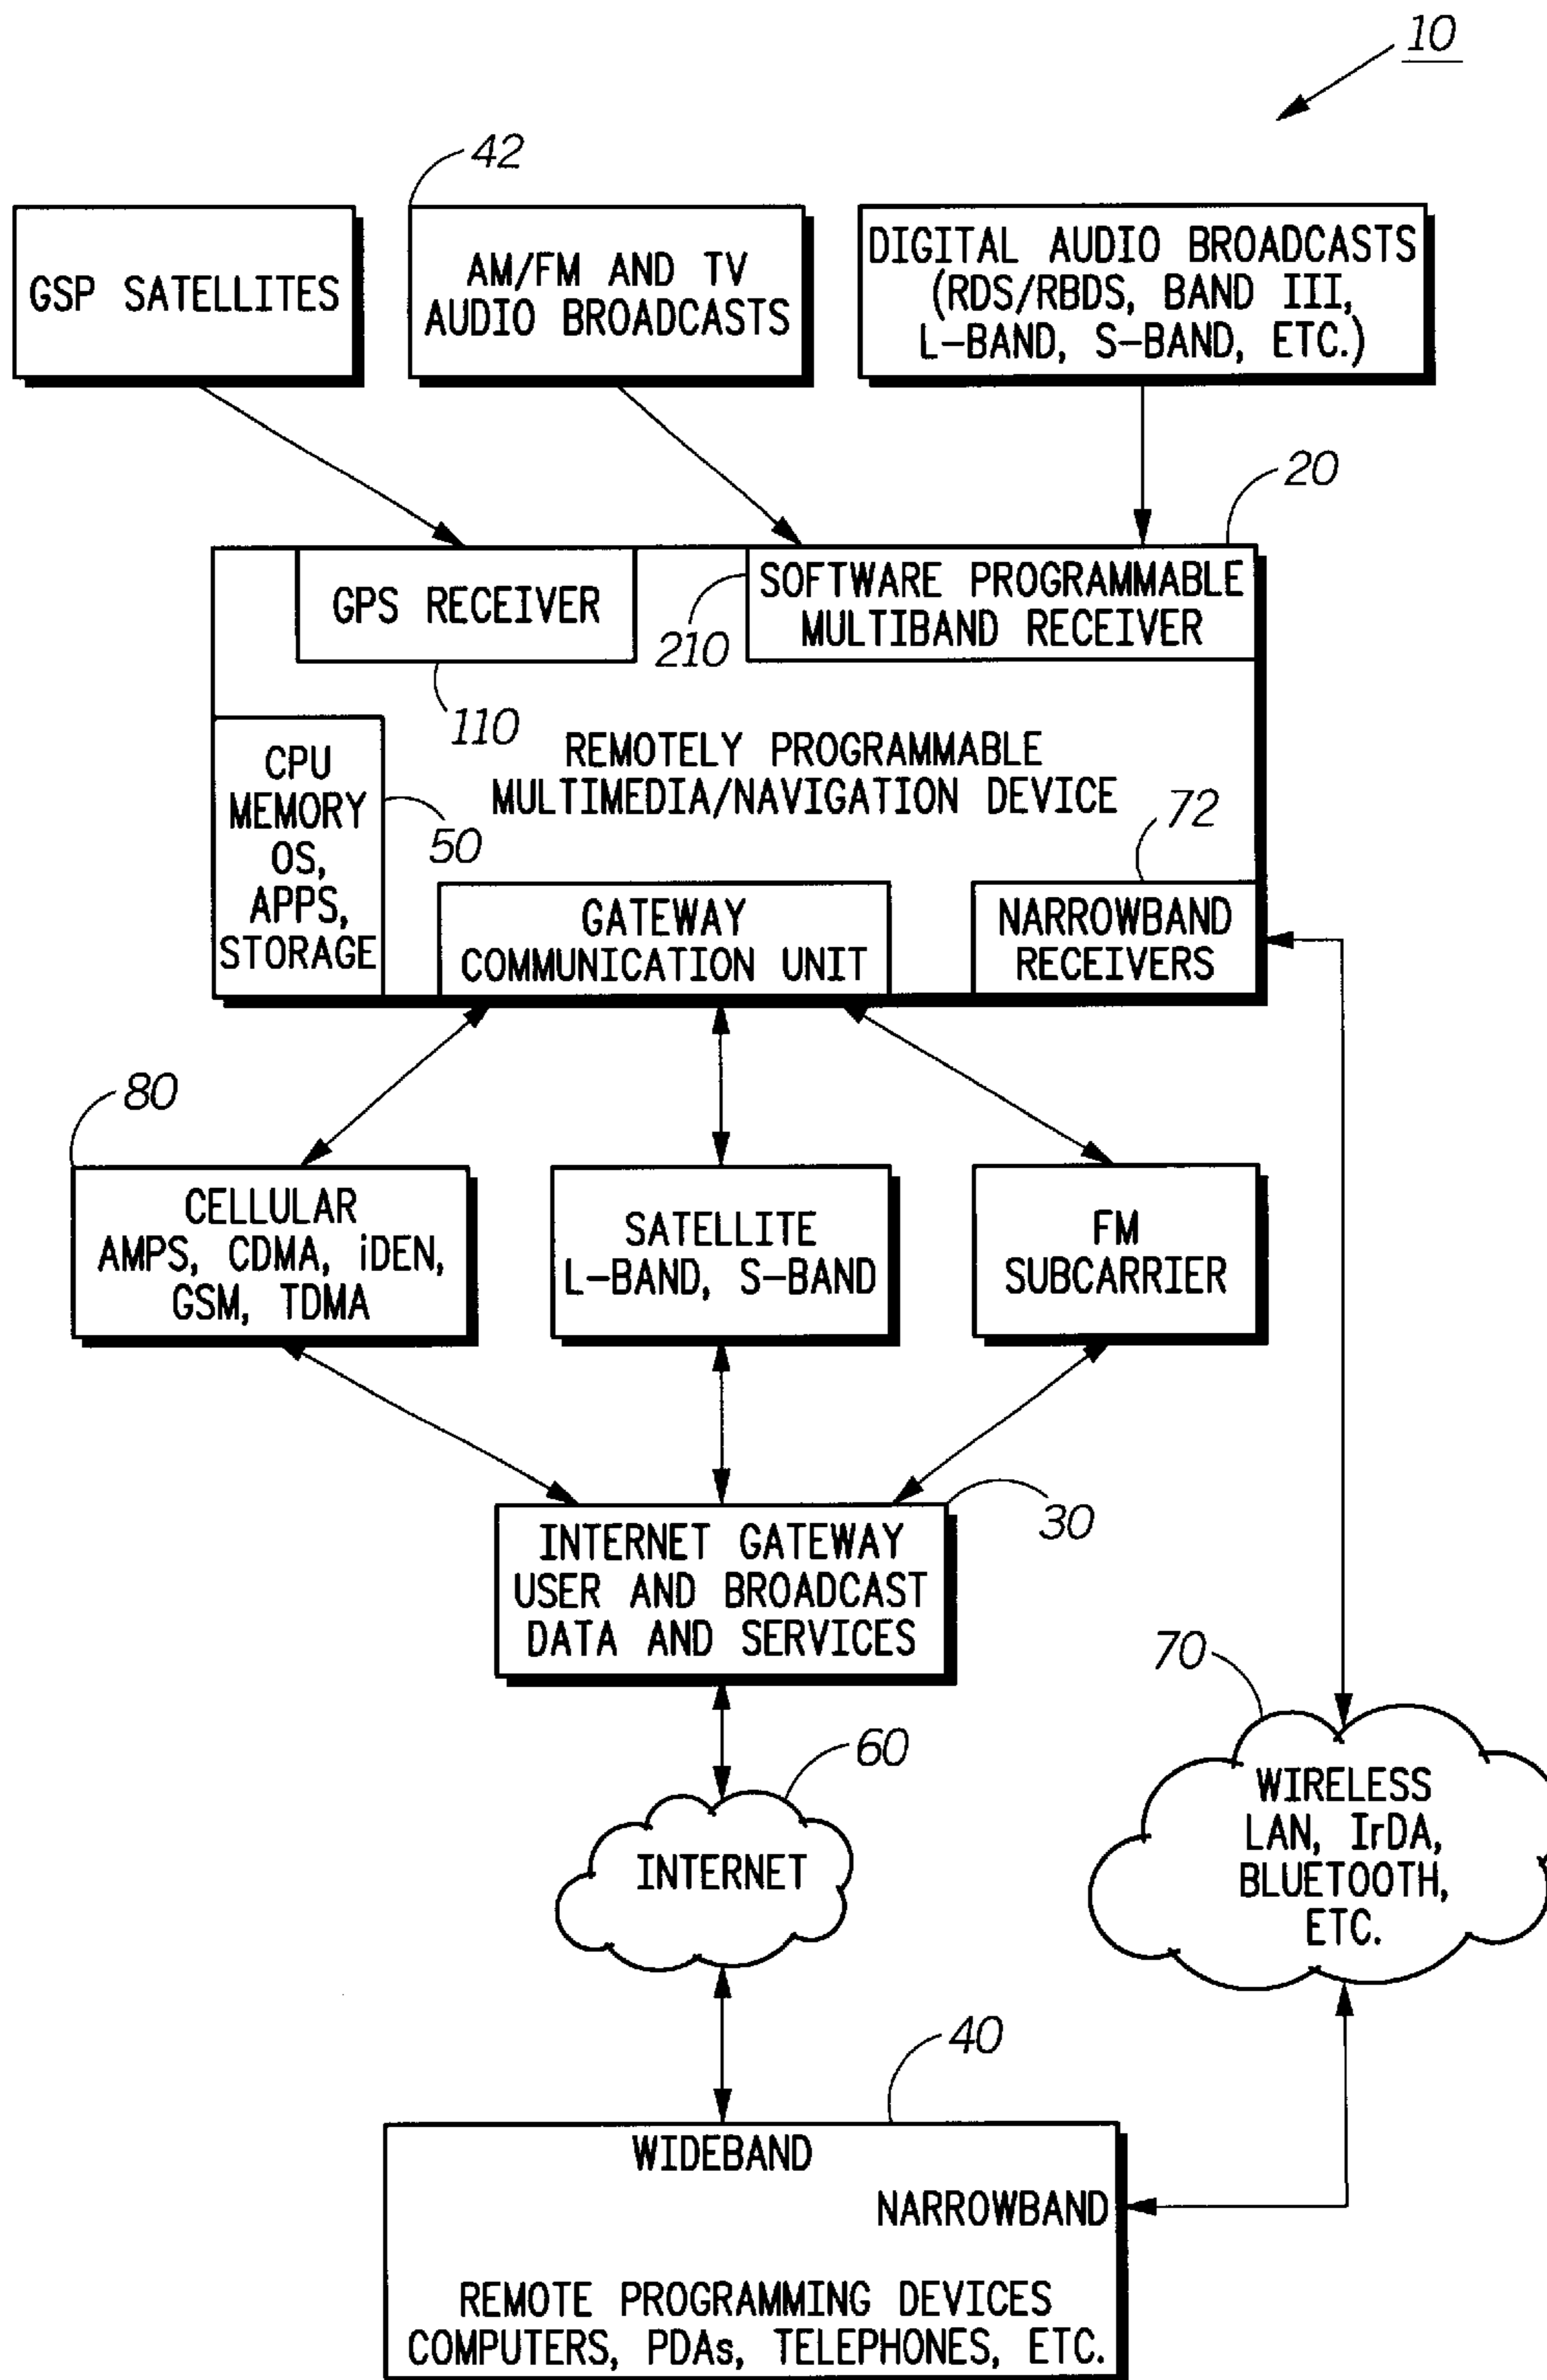 10
42
GSP SATELLITES
AM/FM AND TV
AUDIO BROADCASTS
DIGITAL AUDIO BROADCASTS
(RDS/RBDS, BAND III,
L-BAND, S-BAND, ETC.)
20
GPS RECEIVER
110
210
SOFTWARE PROGRAMMABLE
MULTIBAND RECEIVER
REMOTELY PROGRAMMABLE
MULTIMEDIA/NAVIGATION DEVICE
CPU
MEMORY
OS,
APPS,
STORAGE
50
72
GATEWAY
COMMUNICATION UNIT
NARROWBAND
RECEIVERS
80
CELLULAR
AMPS, CDMA, iDEN,
GSM, TDMA
SATELLITE
L-BAND, S-BAND
FM
SUBCARRIER
30
INTERNET GATEWAY
USER AND BROADCAST
DATA AND SERVICES
70
60
INTERNET
WIRELESS
LAN, IrDA,
BLUETOOTH,
ETC.
40
WIDEBAND
NARROWBAND
REMOTE PROGRAMMING DEVICES
COMPUTERS, PDAs, TELEPHONES, ETC.